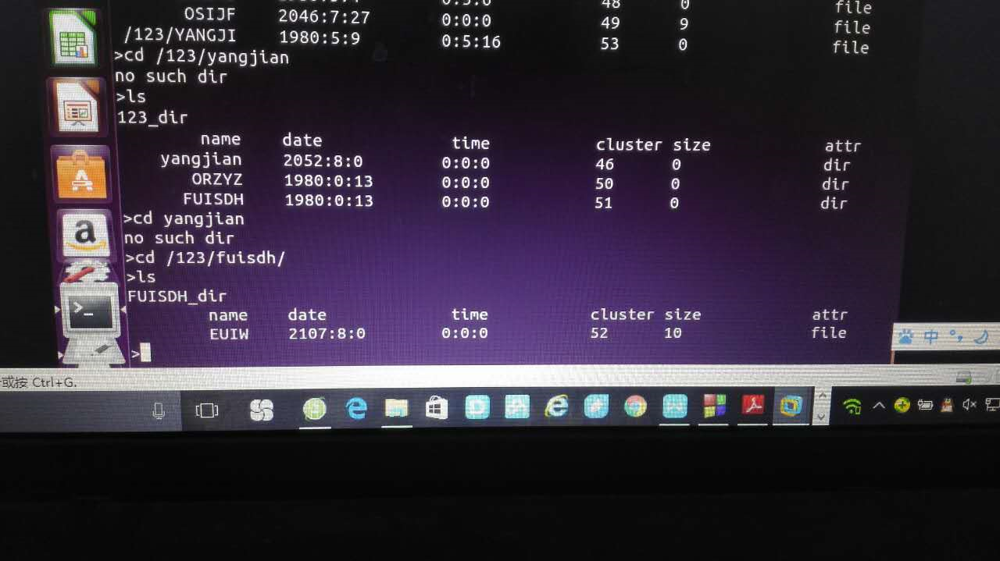 48 0 file
OSIJF 2046:7:27 0:0:0 49 9 file
/123/YANGJI 1980:5:9 0:5:16 53 0 file
>cd /123/yangjian
no such dir
>ls
123_dir
name date time cluster size attr
yangjian 2052:8:0 0:0:0 46 0 dir
ORZYZ 1980:0:13 0:0:0 50 0 dir
FUISDH 1980:0:13 0:0:0 51 0 dir
>cd yangjian
no such dir
>cd /123/fuisdh/
>ls
FUISDH_dir
name date time cluster size attr
EUIW 2107:8:0 0:0:0 52 10 file
>
中
或按 Ctrl+G.